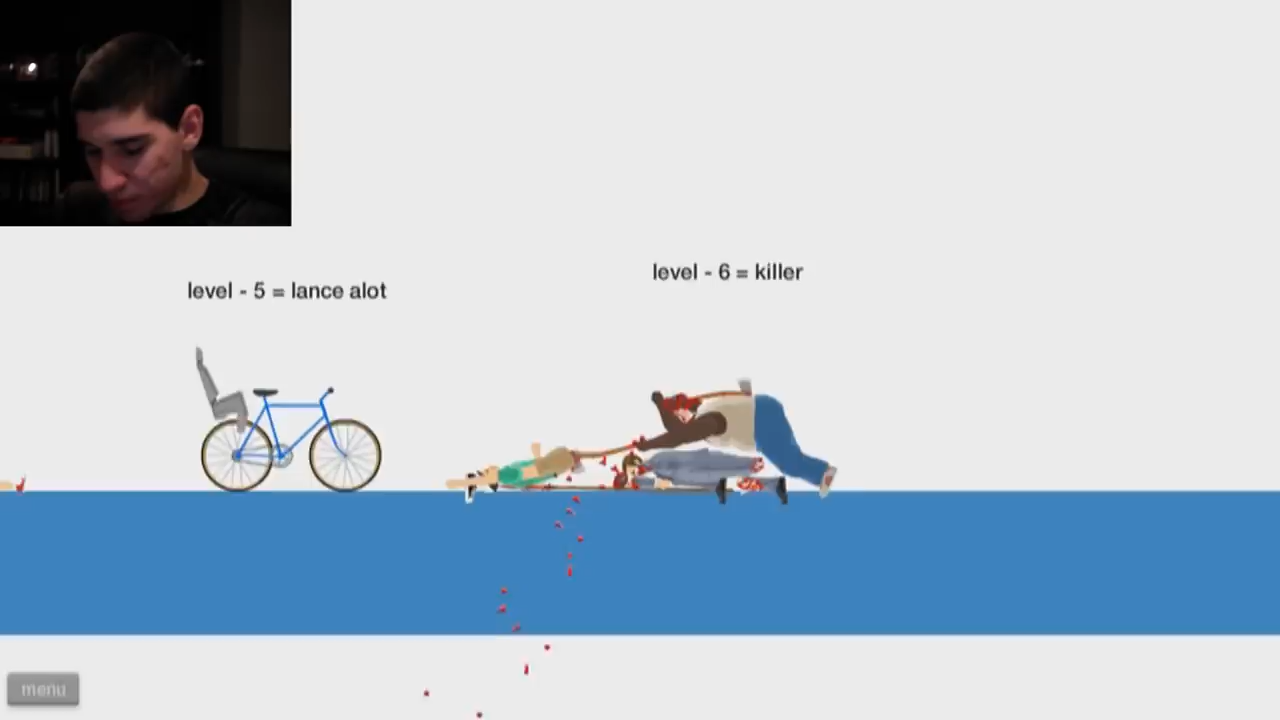 level - 6 = killer
level - 5 = lance alot
menu